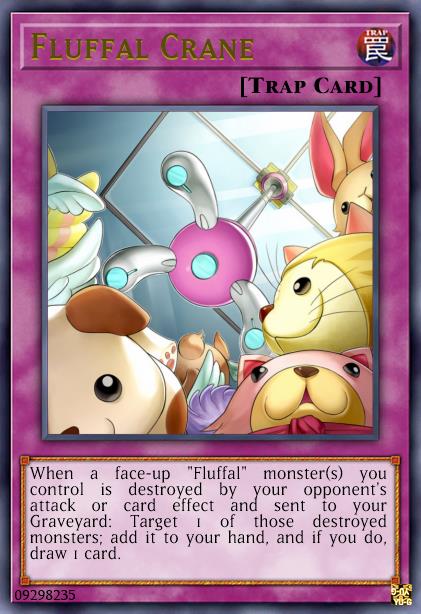 Fluffal Crane
TRAP
罠
[Trap Card]
When a face-up "Fluffal" monster(s) you
control is destroyed by your opponent's
attack or card effect and sent to your
Graveyard: Target 1 of those destroyed
monsters; add it to your hand, and if you do,
draw 1 card.
09298235